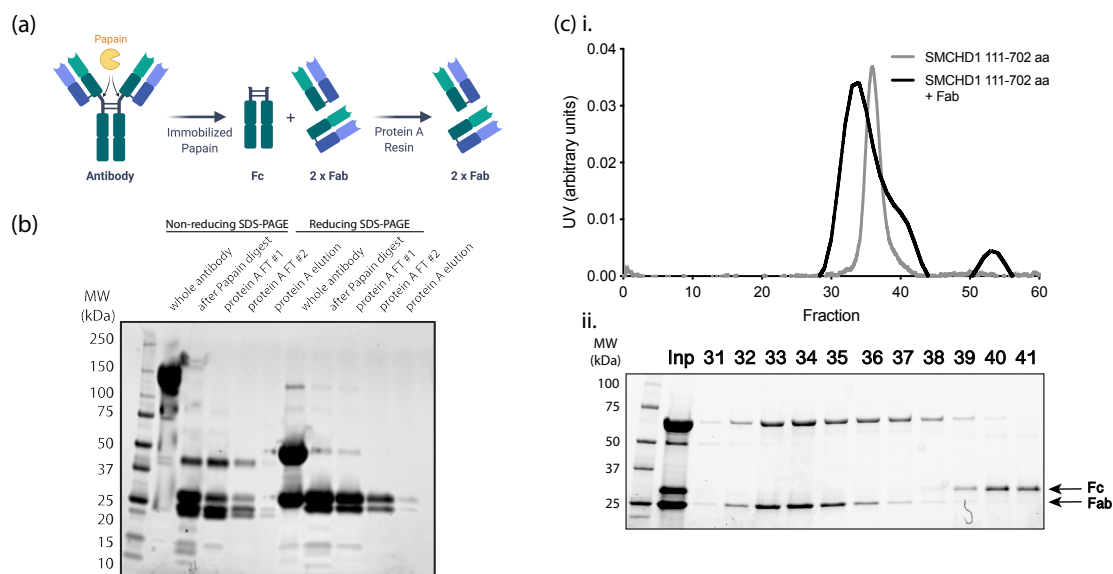 (a)
Papain
Antibody
Immobilized
Papain
Fc
+
2 x Fab
Protein A
Resin
2 x Fab
(b)
Non-reducing SDS-PAGE
Reducing SDS-PAGE
whole antibody
after Papain digest
protein A FT #1
protein A FT #2
protein A elution
whole antibody
after Papain digest
protein A FT #1
protein A FT #2
protein A elution
MW
(kDa)
250
150
100
75
50
37
25
20
15
10
(c) i.
UV (arbitrary units)
0.04
0.03
0.02
0.01
0.00
0 10 20 30 40 50 60
Fraction
SMCHD1 111-702 aa
SMCHD1 111-702 aa
+ Fab
ii.
MW
(kDa)
Inp 31 32 33 34 35 36 37 38 39 40 41
100
75
50
37
25
Fc
Fab